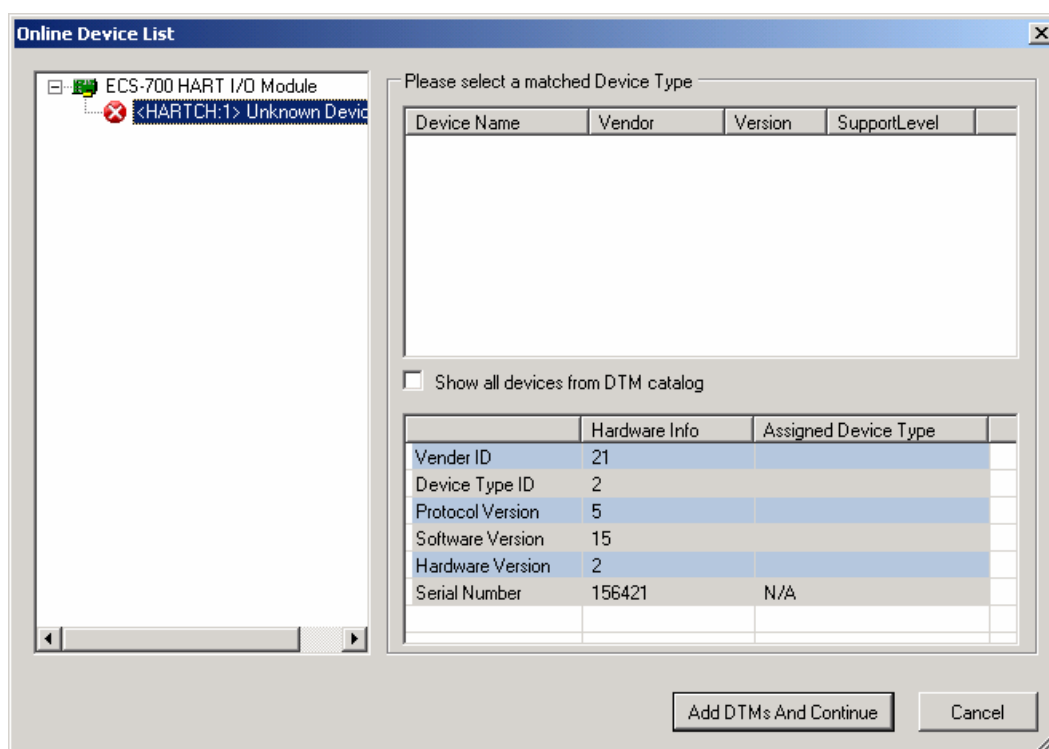 Online Device List
ECS-700 HART I/O Module
<HARTCH:1> Unknown Devic
Please select a matched Device Type
Device Name Vendor Version SupportLevel
Show all devices from DTM catalog
Hardware Info Assigned Device Type
Vender ID 21
Device Type ID 2
Protocol Version 5
Software Version 15
Hardware Version 2
Serial Number 156421 N/A
Add DTMs And Continue Cancel